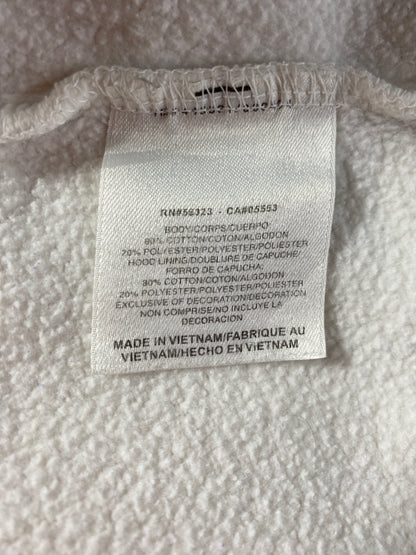 RN#56323 - CA#05553
BODY/CORPS/CUERPO:
80% COTTON/COTON/ALGODON
20% POLYESTER/POLYESTER/POLIESTER
HOOD LINING/DOUBLURE DE CAPUCHE/
FORRO DE CAPUCHA:
80% COTTON/COTON/ALGODON
20% POLYESTER/POLYESTER/POLIESTER
EXCLUSIVE OF DECORATION/DECORATION
NON COMPRISE/NO INCLUYE LA
DECORACION
MADE IN VIETNAM/FABRIQUE AU
VIETNAM/HECHO EN VIETNAM